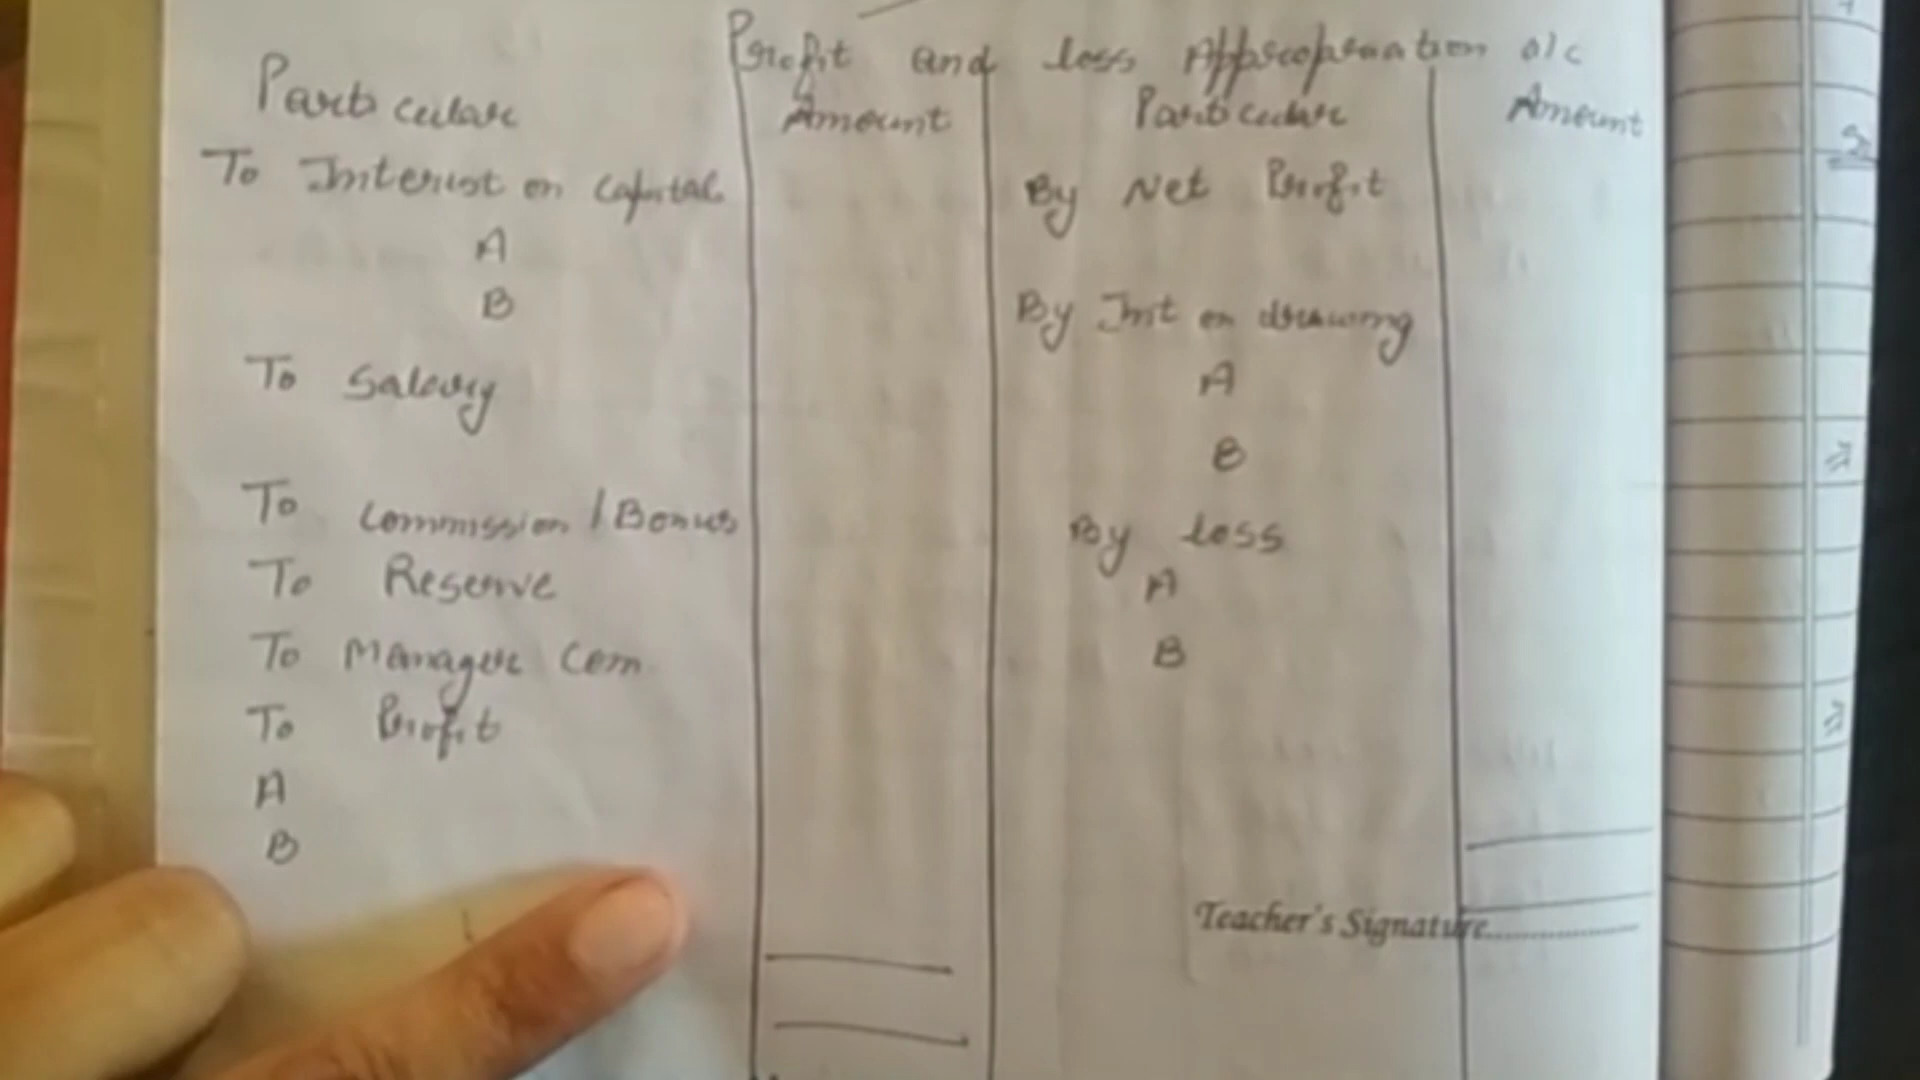 Profit and loss Appropriation a/c
Particular Amount Particular Amount
To Interest on capital
A
B
To Salary
To Commission / Bonus
To Reserve
To Manager Com
To Profit
A
B
By Net Profit
By Int on drawing
A
B
By loss
A
B
Teacher's Signature